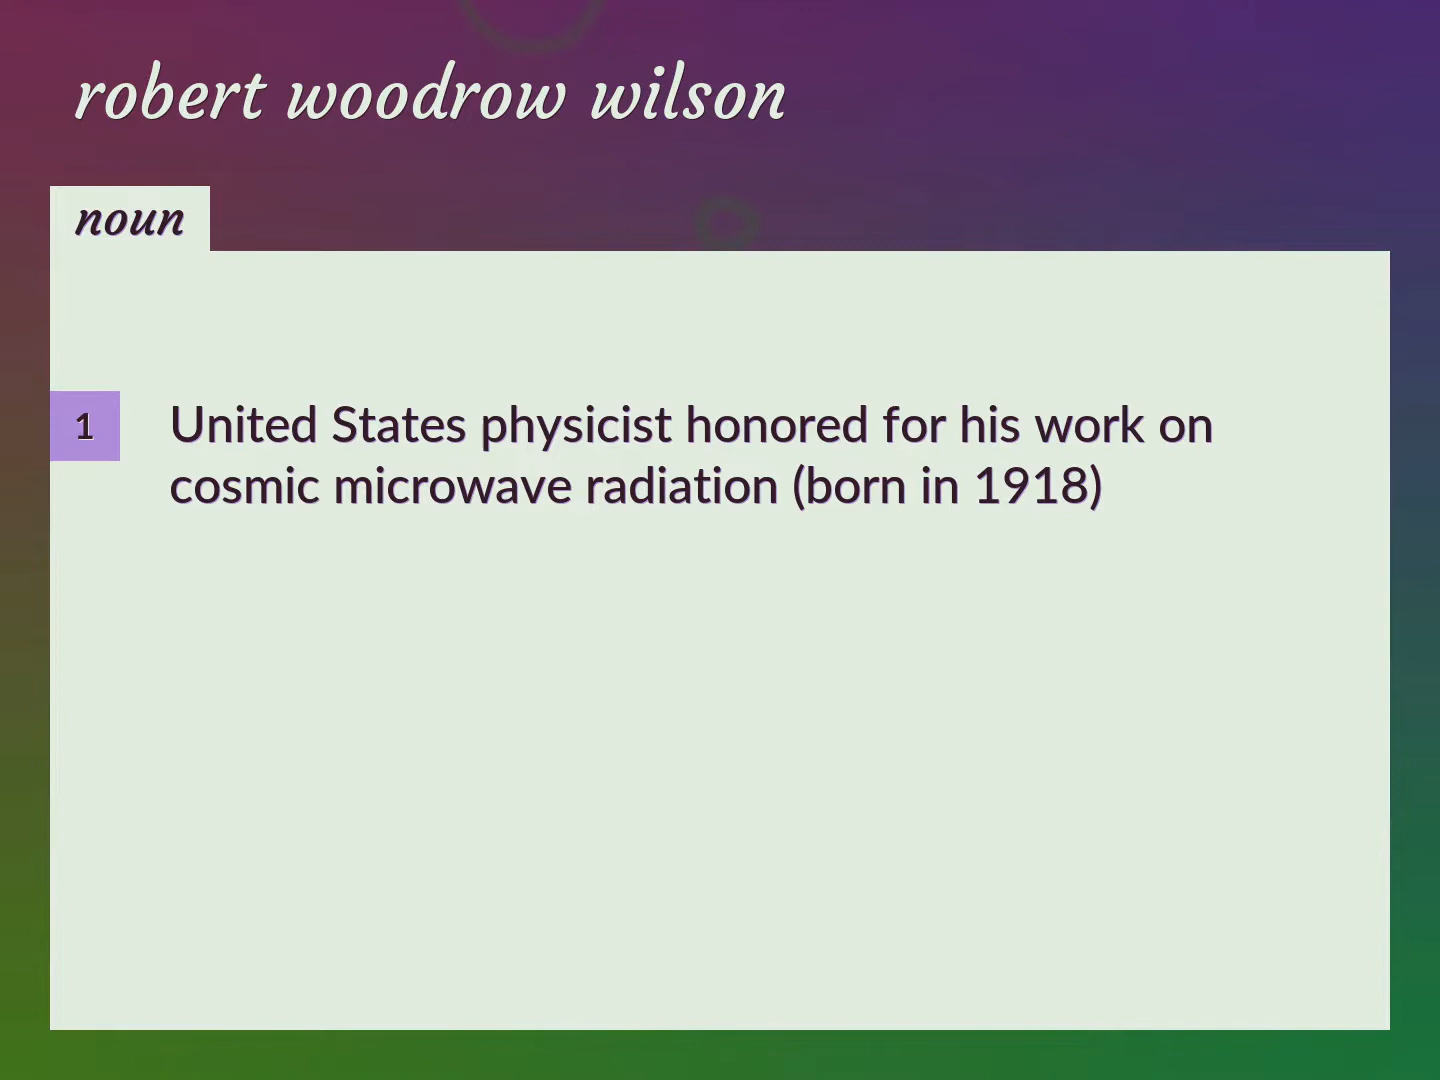 robert woodrow wilson
noun
1
United States physicist honored for his work on
cosmic microwave radiation (born in 1918)